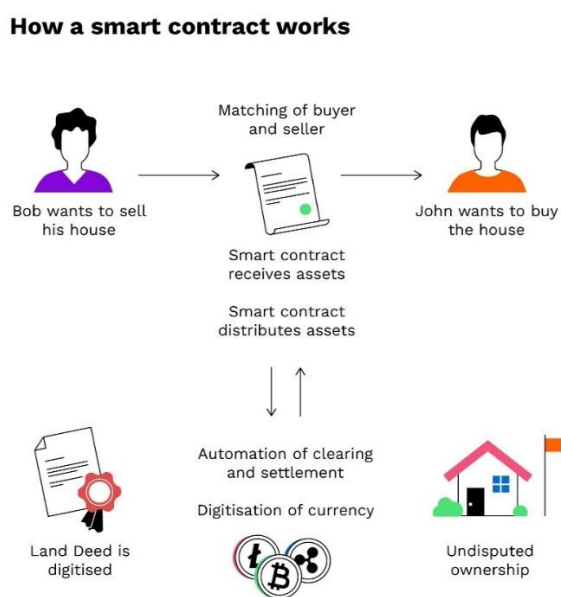 How a smart contract works
Matching of buyer
and seller
Bob wants to sell
his house
John wants to buy
the house
Smart contract
receives assets
Smart contract
distributes assets
Automation of clearing
and settlement
Digitisation of currency
Land Deed is
digitised
Undisputed
ownership